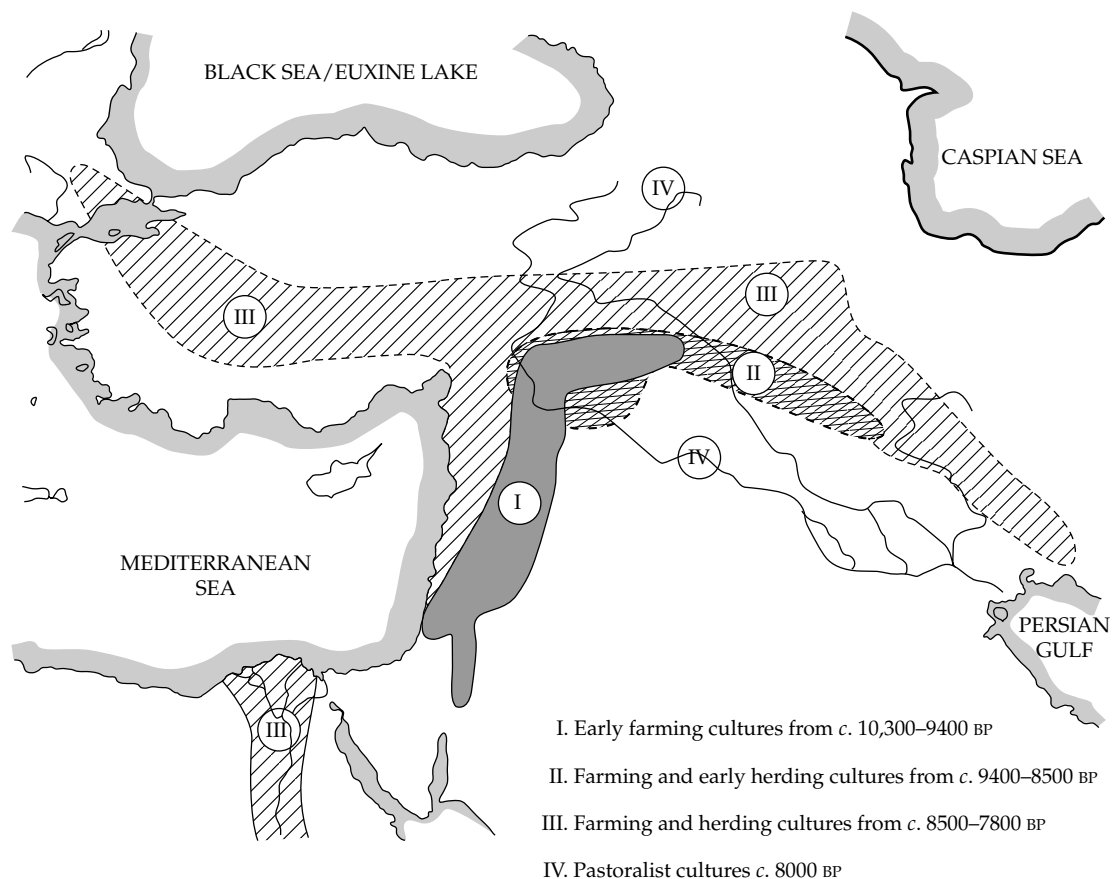 BLACK SEA/EUXINE LAKE
CASPIAN SEA
IV
III
III
II
IV
I
MEDITERRANEAN
SEA
PERSIAN
GULF
III
I. Early farming cultures from c. 10,300–9400 BP
II. Farming and early herding cultures from c. 9400–8500 BP
III. Farming and herding cultures from c. 8500–7800 BP
IV. Pastoralist cultures c. 8000 BP